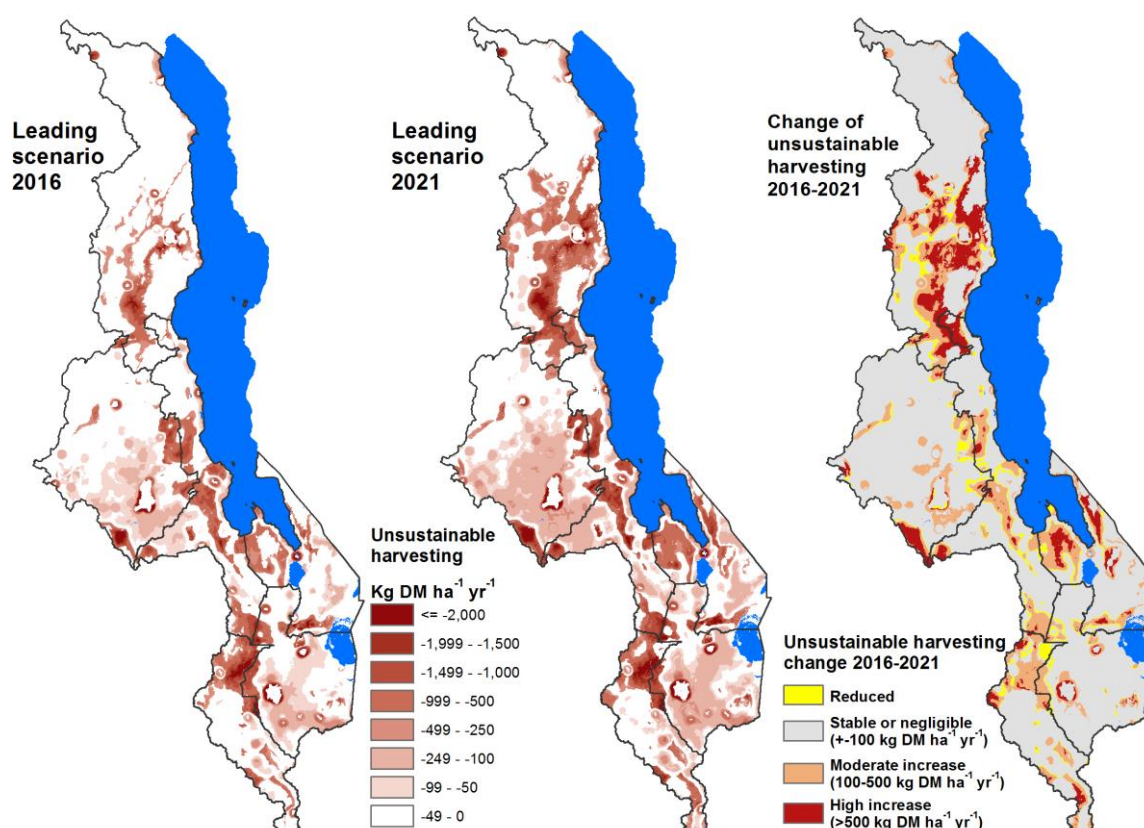 Leading
scenario
2016
Leading
scenario
2021
Change of
unsustainable
harvesting
2016-2021
Unsustainable
harvesting
Kg DM ha⁻¹ yr⁻¹
<= -2,000
-1,999 - -1,500
-1,499 - -1,000
-999 - -500
-499 - -250
-249 - -100
-99 - -50
-49 - 0
Unsustainable harvesting
change 2016-2021
Reduced
Stable or negligible
(+-100 kg DM ha⁻¹ yr⁻¹)
Moderate increase
(100-500 kg DM ha⁻¹ yr⁻¹)
High increase
(>500 kg DM ha⁻¹ yr⁻¹)